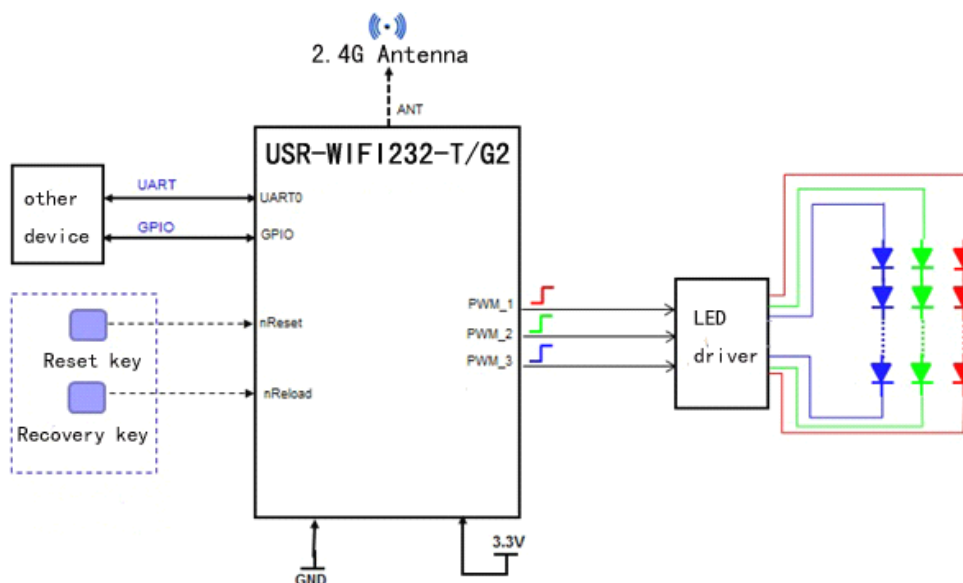 2.4G Antenna
ANT
USR-WIFI232-T/G2
other
device
UART
GPIO
UART0
GPIO
Reset key
Recovery key
nReset
nReload
PWM_1
PWM_2
PWM_3
LED
driver
GND
3.3V